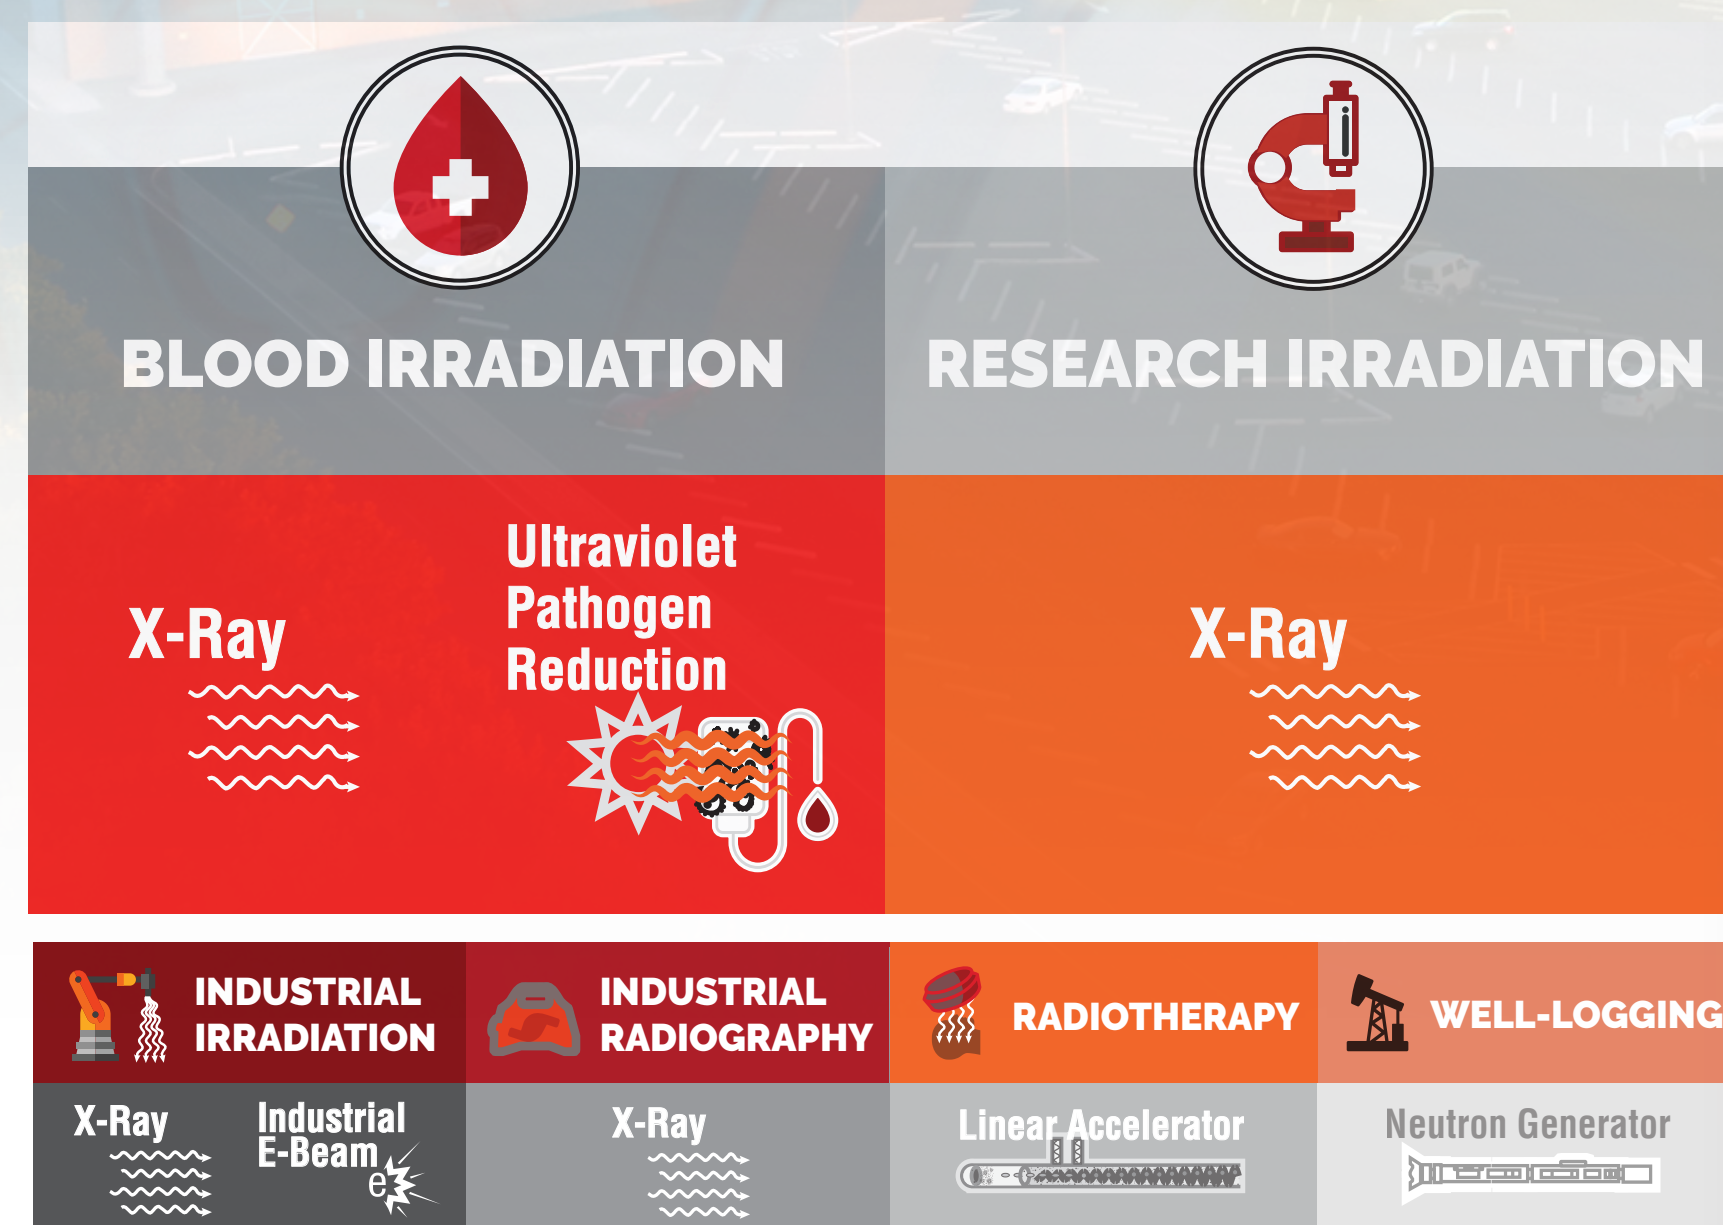 BLOOD IRRADIATION
RESEARCH IRRADIATION
X-Ray
Ultraviolet
Pathogen
Reduction
X-Ray
INDUSTRIAL
IRRADIATION
INDUSTRIAL
RADIOGRAPHY
RADIOTHERAPY
WELL-LOGGING
X-Ray
Industrial
E-Beam
e
X-Ray
Linear Accelerator
Neutron Generator